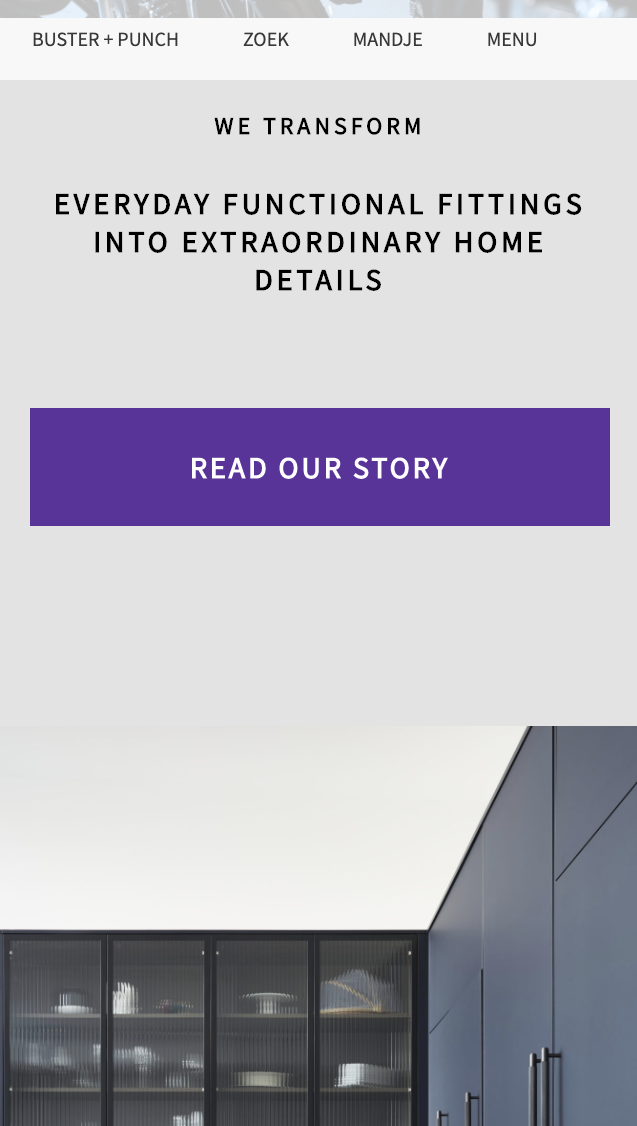 BUSTER + PUNCH ZOEK MANDJE MENU
WE TRANSFORM
EVERYDAY FUNCTIONAL FITTINGS
INTO EXTRAORDINARY HOME
DETAILS
READ OUR STORY